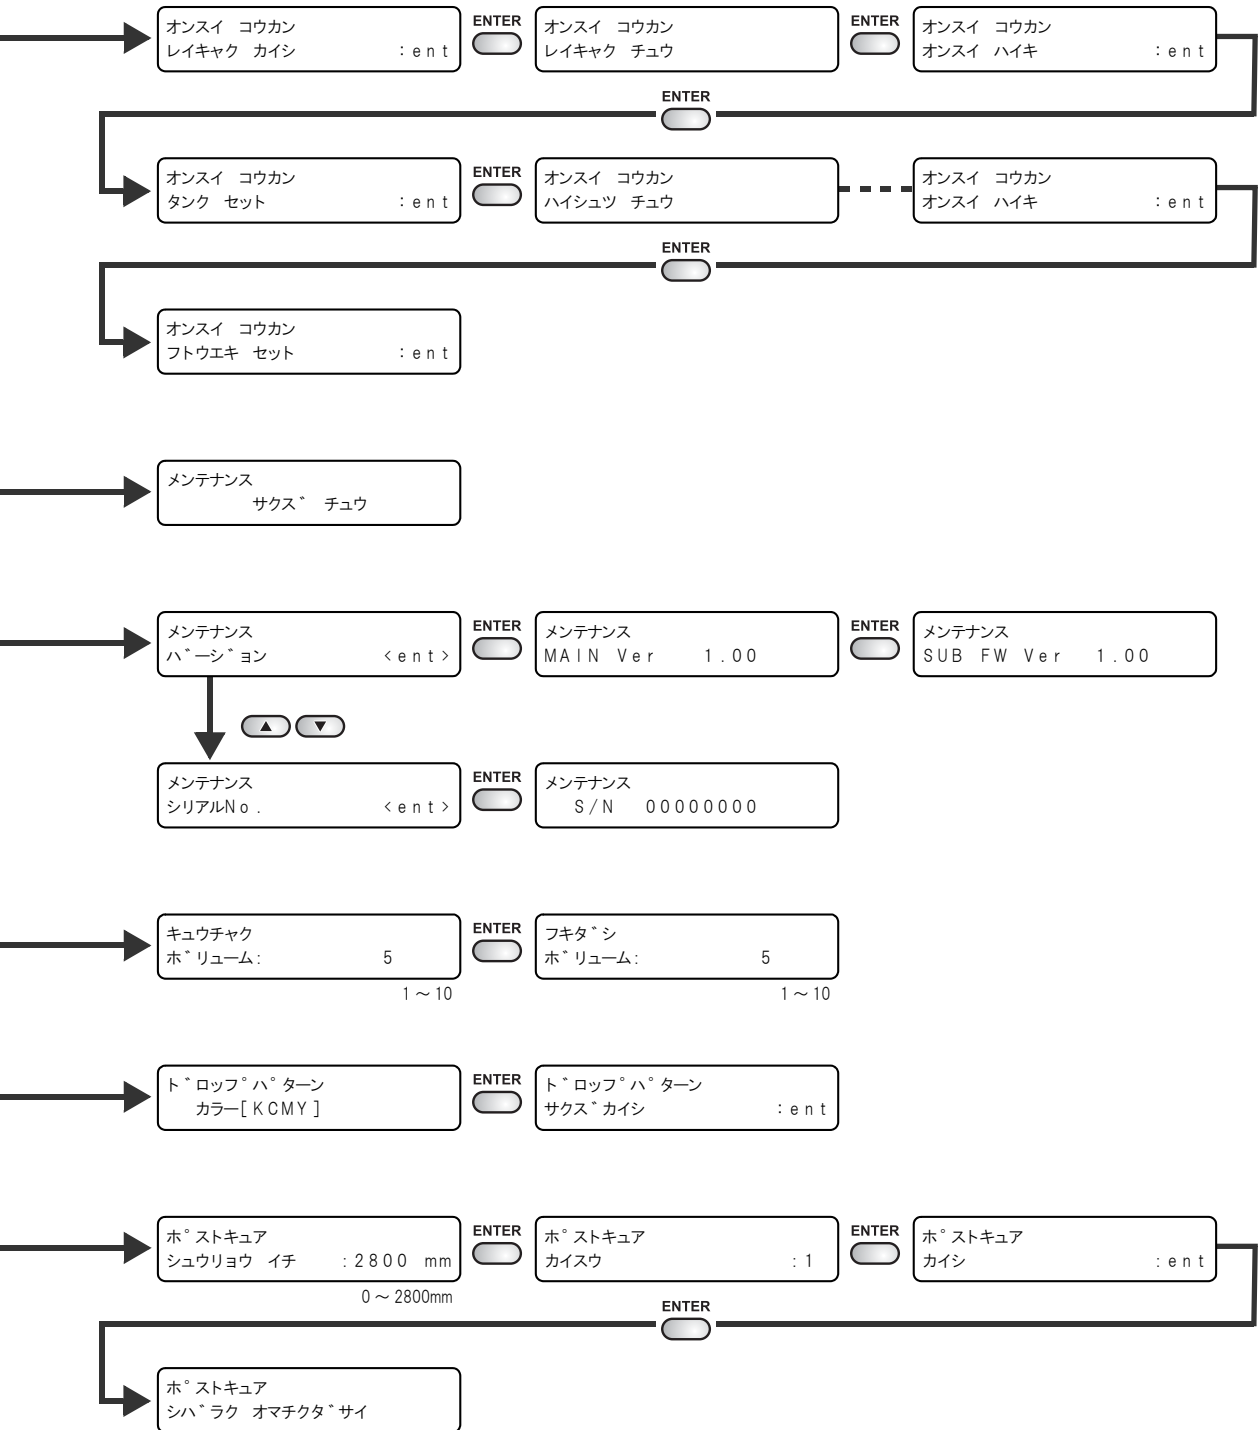 ENTER ENTER
オンスイ コウカン オンスイ コウカン オンスイ コウカン
レイキャク カイシ :ent レイキャク チュウ オンスイ ハイキ :ent
ENTER
ENTER
オンスイ コウカン オンスイ コウカン オンスイ コウカン
タンク セット :ent ハイシュツ チュウ オンスイ ハイキ :ent
ENTER
オンスイ コウカン
フトウエキ セット :ent
メンテナンス
サクズ゛ チュウ
ENTER ENTER
メンテナンス メンテナンス メンテナンス
ハ゛ーシ゛ョン <ent> MAIN Ver 1.00 SUB FW Ver 1.00
ENTER
メンテナンス メンテナンス
シリアルNo. <ent> S/N 00000000
ENTER
キュウチャク フキタ゛シ
ホ゛リューム: 5 ホ゛リューム: 5
1～10 1～10
ENTER
ト゛ロッフ゜ハ゜ターン ト゛ロッフ゜ハ゜ターン
カラー[KCMY] サクス゛カイシ :ent
ENTER ENTER
ホ゜ストキュア ホ゜ストキュア ホ゜ストキュア
シュウリョウ イチ :2800 mm カイスウ :1 カイシ :ent
0～2800mm
ENTER
ホ゜ストキュア
シハ゛ラク オマチクタ゛サイ